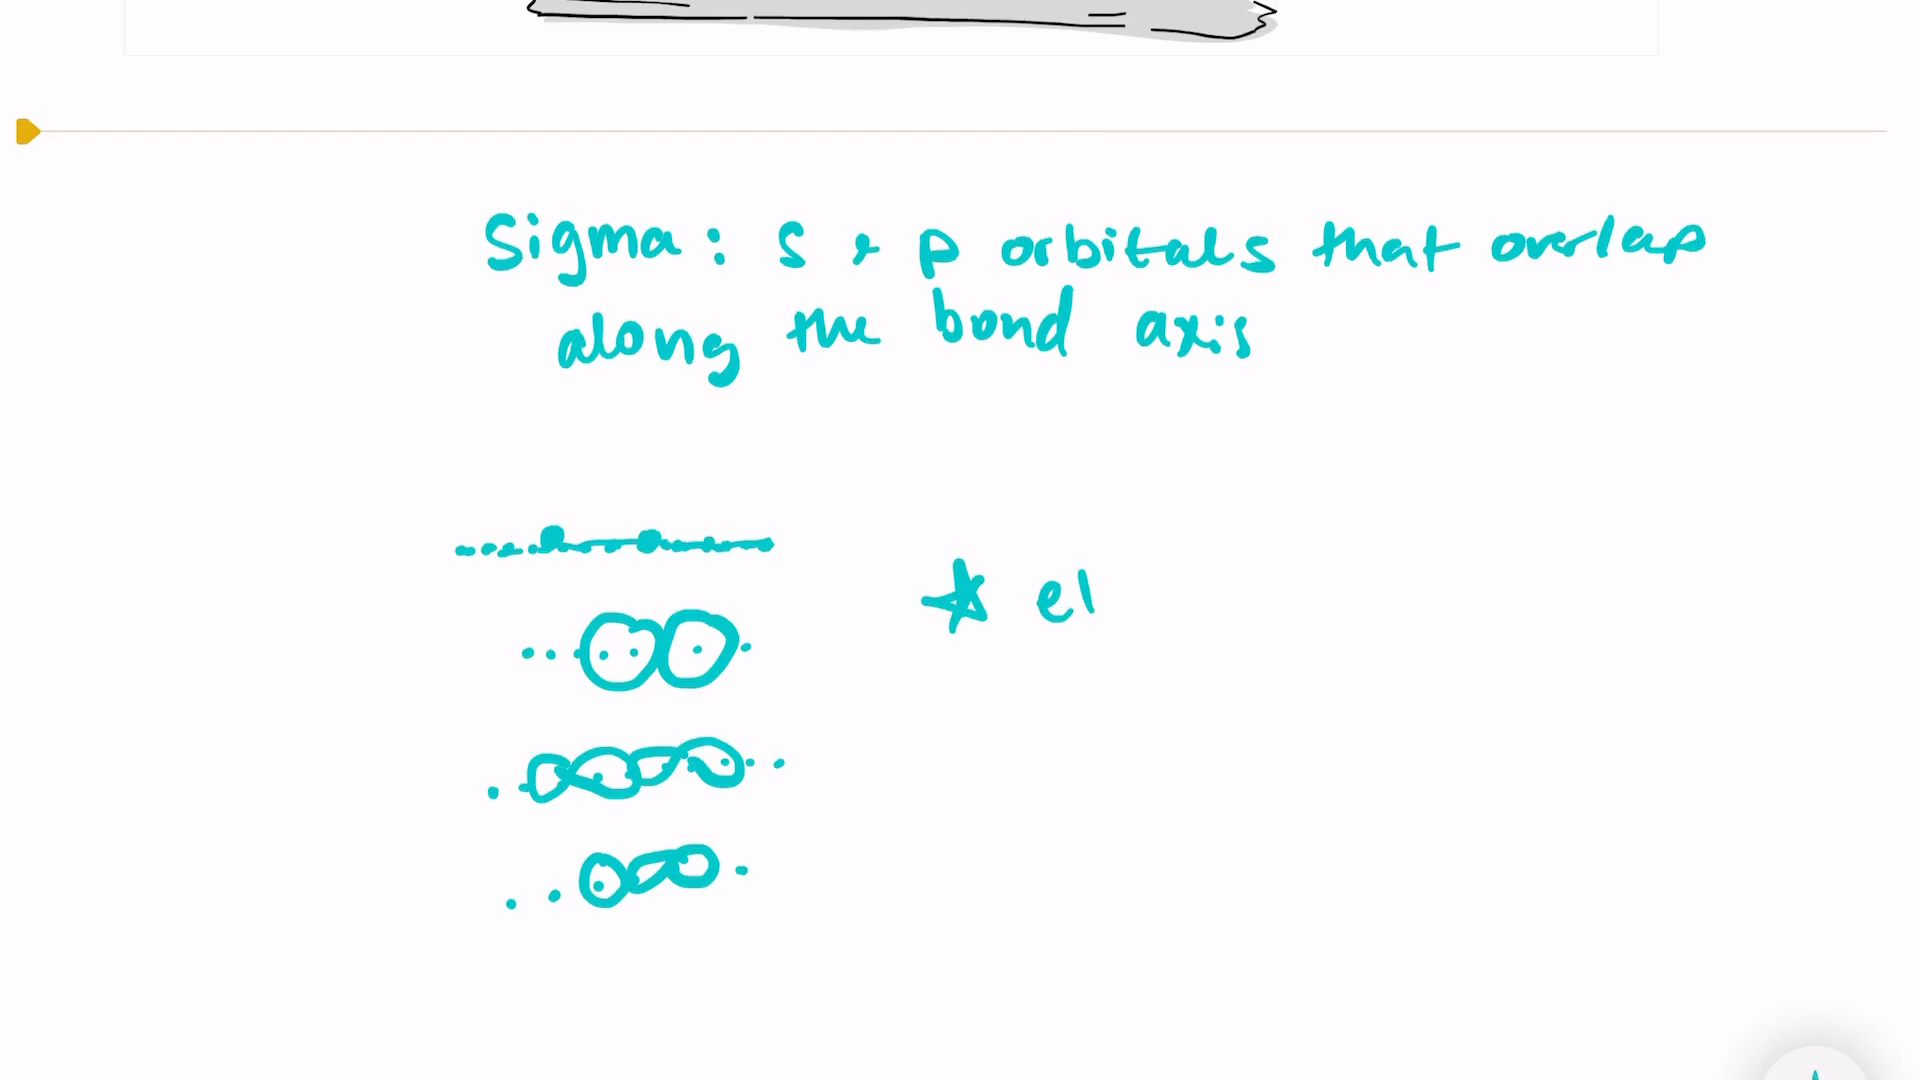 Sigma: s & p orbitals that overlap
along the bond axis
☆ el